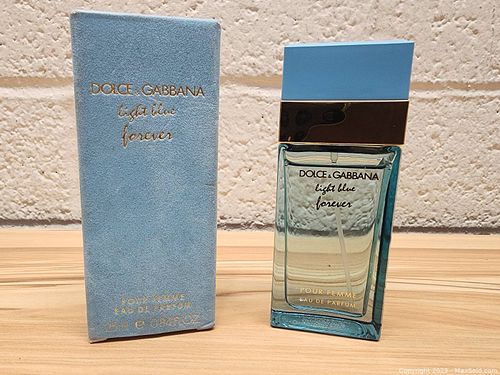 DOLCE & GABBANA
light blue
forever
POUR FEMME
EAU DE PARFUM
DOLCE & GABBANA
light blue
forever
POUR FEMME
EAU DE PARFUM
Copyright 2023 - MaxSold.com